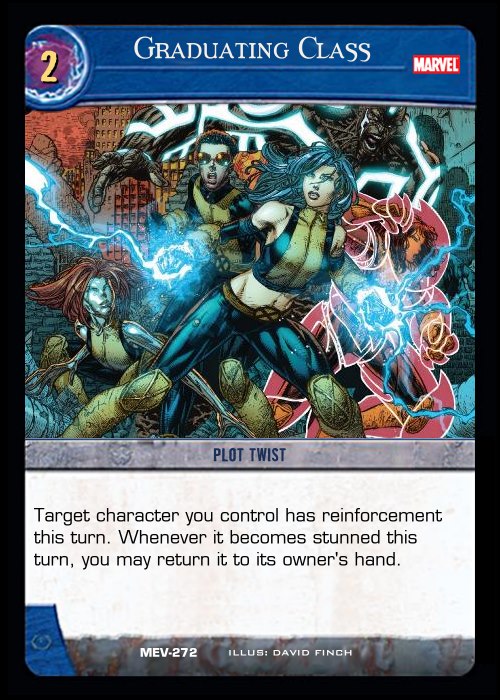 2
Graduating Class
MARVEL
PLOT TWIST
Target character you control has reinforcement
this turn. Whenever it becomes stunned this
turn, you may return it to its owner's hand.
MEV-272 ILLUS: DAVID FINCH